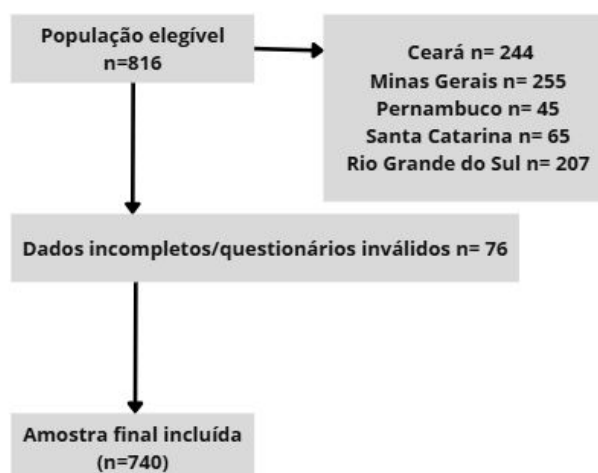 População elegível
n=816
Ceará n= 244
Minas Gerais n= 255
Pernambuco n= 45
Santa Catarina n= 65
Rio Grande do Sul n= 207
Dados incompletos/questionários inválidos n= 76
Amostra final incluída
(n=740)